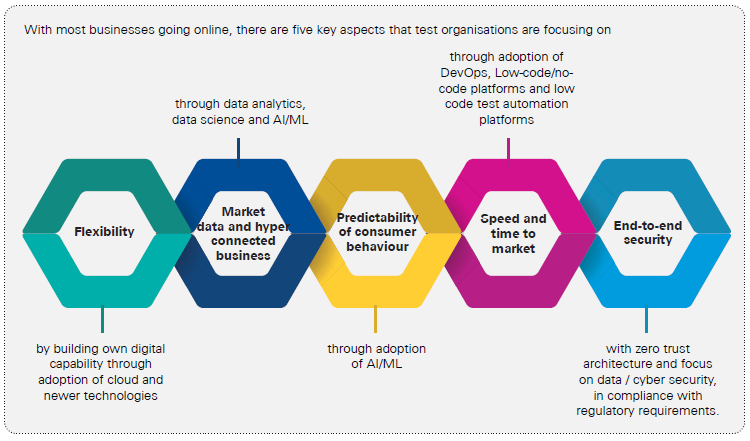 With most businesses going online, there are five key aspects that test organisations are focusing on
through adoption of
DevOps, Low-code/no-
code platforms and low
code test automation
platforms
through data analytics,
data science and AI/ML
Flexibility
Market
data and hyper
connected
business
Predictability
of consumer
behaviour
Speed and
time to
market
End-to-end
security
by building own digital
capability through
adoption of cloud and
newer technologies
through adoption
of AI/ML
with zero trust
architecture and focus
on data / cyber security,
in compliance with
regulatory requirements.